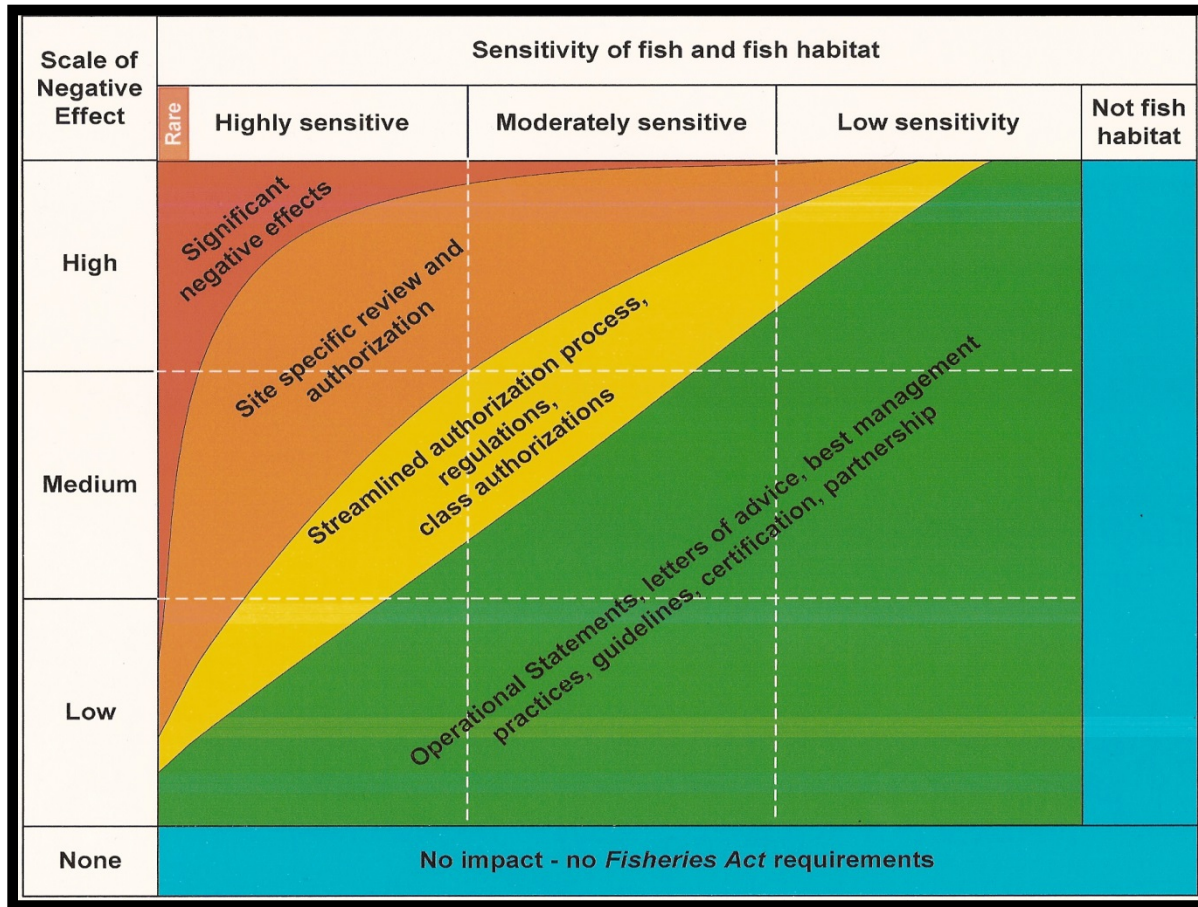 Scale of
Negative
Effect
Sensitivity of fish and fish habitat
Rare
Highly sensitive
Moderately sensitive
Low sensitivity
Not fish
habitat
High
Medium
Low
None
Significant
negative effects
Site specific review and
authorization
Streamlined authorization process,
regulations,
class authorizations
Operational Statements, letters of advice, best management
practices, guidelines, certification, partnership
No impact - no Fisheries Act requirements